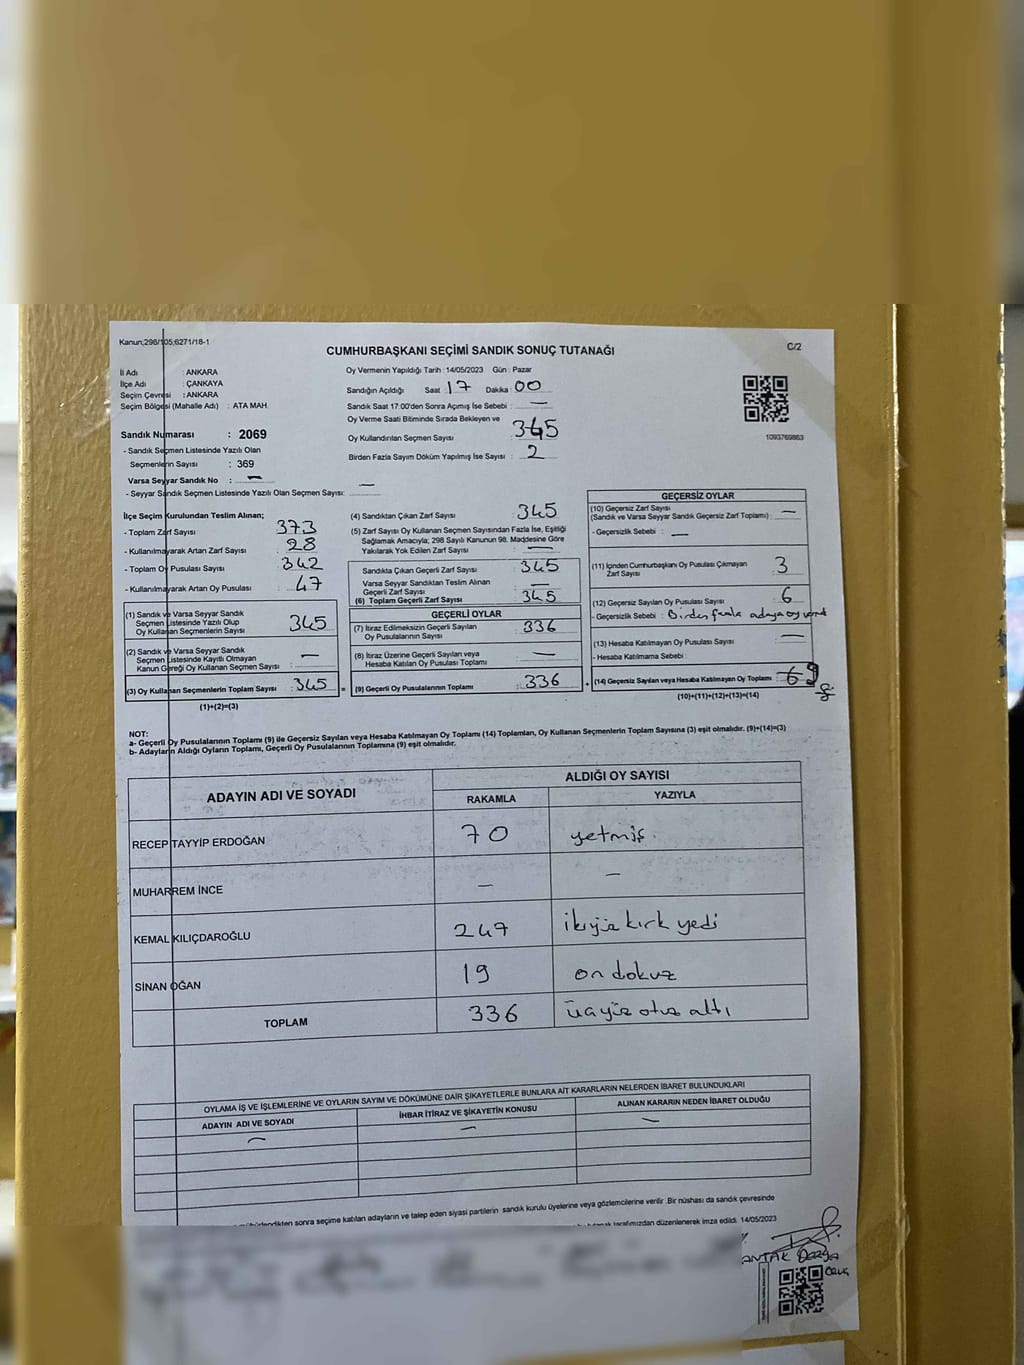 Kanun;298/105;6271/18-1
C/2
CUMHURBAŞKANI SEÇİMİ SANDIK SONUÇ TUTANAĞI
İl Adı : ANKARA
İlçe Adı : ÇANKAYA
Seçim Çevresi : ANKARA
Seçim Bölgesi (Mahalle Adı) : ATA MAH.
Oy Vermenin Yapıldığı Tarih : 14/05/2023 Gün : Pazar
Sandığın Açıldığı Saat : 17 Dakika : 00
Sandık Saat 17:00'den Sonra Açımış İse Sebebi : —
Oy Verme Saati Bitiminde Sırada Bekleyen ve
Oy Kullandırılan Seçmen Sayısı 345
Birden Fazla Sayım Döküm Yapılmış İse Sayısı : 2
1093769863
Sandık Numarası : 2069
- Sandık Seçmen Listesinde Yazılı Olan
Seçmenlerin Sayısı : 369
Varsa Seyyar Sandık No : —
- Seyyar Sandık Seçmen Listesinde Yazılı Olan Seçmen Sayısı: —
İlçe Seçim Kurulundan Teslim Alınan;
- Toplam Zarf Sayısı 373
- Kullanılmayarak Artan Zarf Sayısı 28
- Toplam Oy Pusulası Sayısı 342
- Kullanılmayarak Artan Oy Pusulası 47
(1) Sandık ve Varsa Seyyar Sandık
Seçmen Listesinde Yazılı Olup
Oy Kullanan Seçmenlerin Sayısı 345
(2) Sandık ve Varsa Seyyar Sandık
Seçmen Listesinde Kayıtlı Olmayan
Kanun Gereği Oy Kullanan Seçmen Sayısı : —
(3) Oy Kullanan Seçmenlerin Toplam Sayısı : 345
(1)+(2)=(3)
(4) Sandıktan Çıkan Zarf Sayısı 345
(5) Zarf Sayısı Oy Kullanan Seçmen Sayısından Fazla İse, Eşitliği
Sağlamak Amacıyla; 298 Sayılı Kanunun 98. Maddesine Göre
Yakılarak Yok Edilen Zarf Sayısı —
Sandıkta Çıkan Geçerli Zarf Sayısı : 345
Varsa Seyyar Sandıktan Teslim Alınan
Geçerli Zarf Sayısı : —
(6) Toplam Geçerli Zarf Sayısı : 345
GEÇERLİ OYLAR
(7) İtiraz Edilmeksizin Geçerli Sayılan
Oy Pusulalarının Sayısı : 336
(8) İtiraz Üzerine Geçerli Sayılan veya
Hesaba Katılan Oy Pusulası Toplamı : —
= (9) Geçerli Oy Pusulalarının Toplamı : 336 +
GEÇERSİZ OYLAR
(10) Geçersiz Zarf Sayısı
(Sandık ve Varsa Seyyar Sandık Geçersiz Zarf Toplamı) : —
- Geçersizlik Sebebi : —
(11) İçinden Cumhurbaşkanı Oy Pusulası Çıkmayan
Zarf Sayısı : 3
(12) Geçersiz Sayılan Oy Pusulası Sayısı : 6
- Geçersizlik Sebebi : Birden fazla adaya oy
(13) Hesaba Katılmayan Oy Pusulası Sayısı : —
- Hesaba Katılmama Sebebi :
(14) Geçersiz Sayılan veya Hesaba Katılmayan Oy Toplamı : 9
(10)+(11)+(12)+(13)=(14)
NOT:
a- Geçerli Oy Pusulalarının Toplamı (9) ile Geçersiz Sayılan veya Hesaba Katılmayan Oy Toplamı (14) Toplamları, Oy Kullanan Seçmenlerin Toplam Sayısına (3) eşit olmalıdır. (9)+(14)=(3)
b- Adayların Aldığı Oyların Toplamı, Geçerli Oy Pusulalarının Toplamına (9) eşit olmalıdır.
ADAYIN ADI VE SOYADI ALDIĞI OY SAYISI
RAKAMLA YAZIYLA
RECEP TAYYİP ERDOĞAN 70 yetmiş
MUHARREM İNCE — —
KEMAL KILIÇDAROĞLU 247 ikiyüz kırk yedi
SİNAN OĞAN 19 on dokuz
TOPLAM 336 üçyüz otuz altı
OYLAMA İŞ VE İŞLEMLERİNE VE OYLARIN SAYIM VE DÖKÜMÜNE DAİR ŞİKAYETLERLE BUNLARA AİT KARARLARIN NELERDEN İBARET BULUNDUKLARI
ADAYIN ADI VE SOYADI İHBAR İTİRAZ VE ŞİKAYETİN KONUSU ALINAN KARARIN NEDEN İBARET OLDUĞU
— — —
sonra seçime katılan adayların ve talep eden siyasi partilerin sandık kurulu üyelerine veya gözlemcilerine verilir .Bir nüshası da sandık çevresinde
tarafımızdan düzenlenerek imza edildi. 14/05/2023